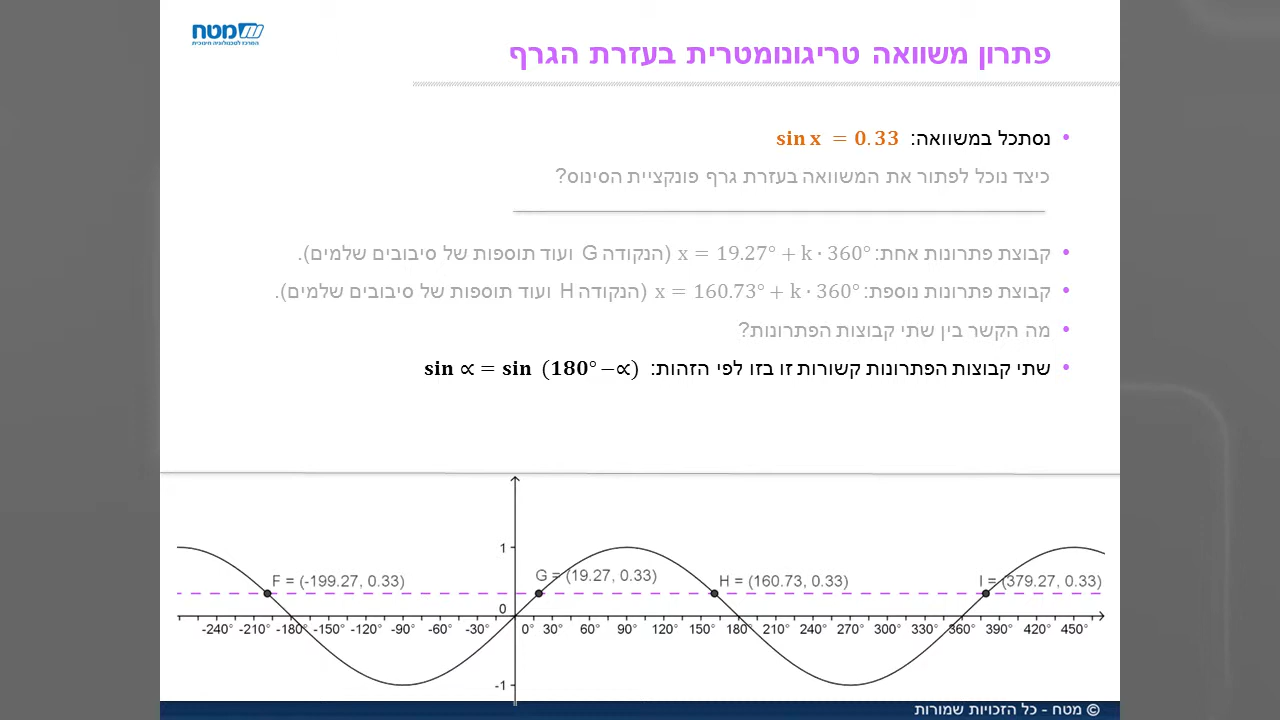 מטח
המרכז לטכנולוגיה חינוכית
פתרון משוואה טריגונומטרית בעזרת הגרף
• נסתכל במשוואה: sin x = 0.33
כיצד נוכל לפתור את המשוואה בעזרת גרף פונקציית הסינוס?
• קבוצת פתרונות אחת: x = 19.27° + k · 360° (הנקודה G ועוד תוספות של סיבובים שלמים).
• קבוצת פתרונות נוספת: x = 160.73° + k · 360° (הנקודה H ועוד תוספות של סיבובים שלמים).
• מה הקשר בין שתי קבוצות הפתרונות?
• שתי קבוצות הפתרונות קשורות זו בזו לפי הזהות: sin ∝ = sin (180° −∝)
1
F = (-199.27, 0.33) G = (19.27, 0.33) H = (160.73, 0.33) I = (379.27, 0.33)
0
-240° -210° -180° -150° -120° -90° -60° -30° 0° 30° 60° 90° 120° 150° 180° 210° 240° 270° 300° 330° 360° 390° 420° 450°
-1
© מטח - כל הזכויות שמורות